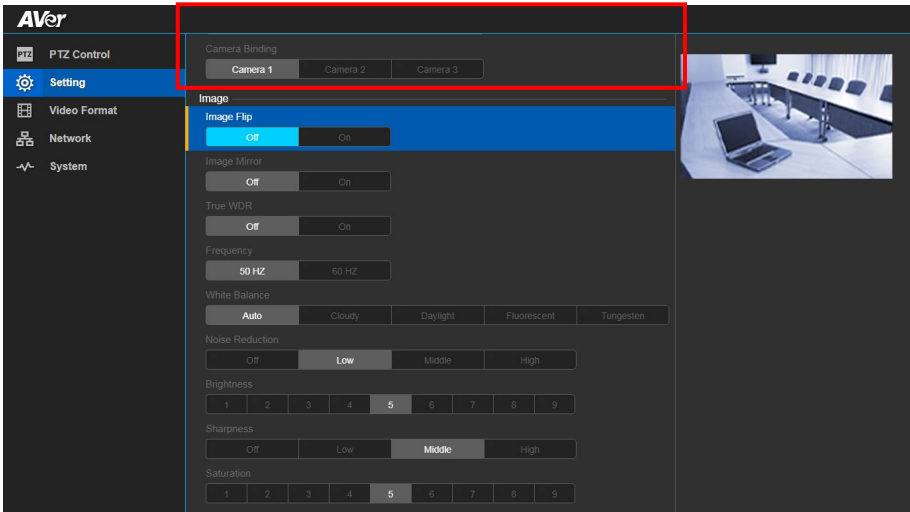 AVer
PTZ PTZ Control
Setting
Video Format
Network
System
Camera Binding
Camera 1 Camera 2 Camera 3
Image
Image Flip
Off On
Image Mirror
Off On
True WDR
Off On
Frequency
50 HZ 60 HZ
White Balance
Auto Cloudy Daylight Fluorescent Tungesten
Noise Reduction
Off Low Middle High
Brightness
1 2 3 4 5 6 7 8 9
Sharpness
Off Low Middle High
Saturation
1 2 3 4 5 6 7 8 9